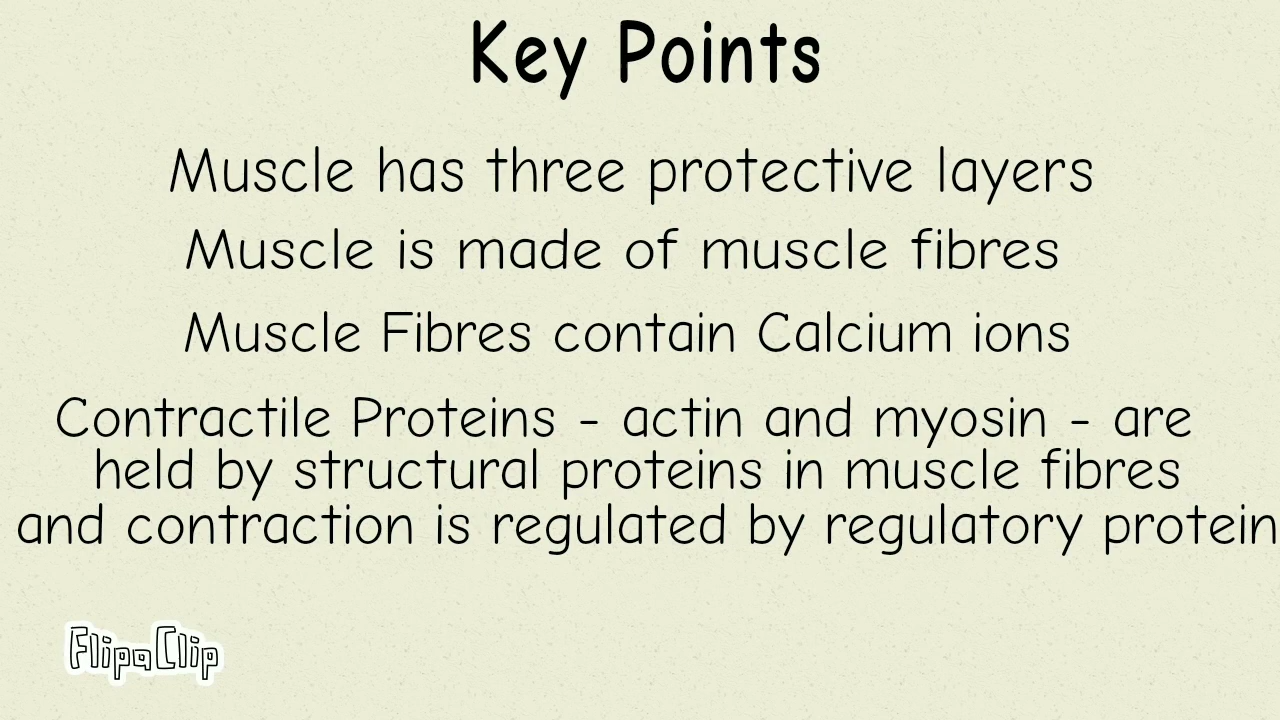 Key Points
Muscle has three protective layers
Muscle is made of muscle fibres
Muscle Fibres contain Calcium ions
Contractile Proteins - actin and myosin - are
held by structural proteins in muscle fibres
and contraction is regulated by regulatory protein
FlipaClip